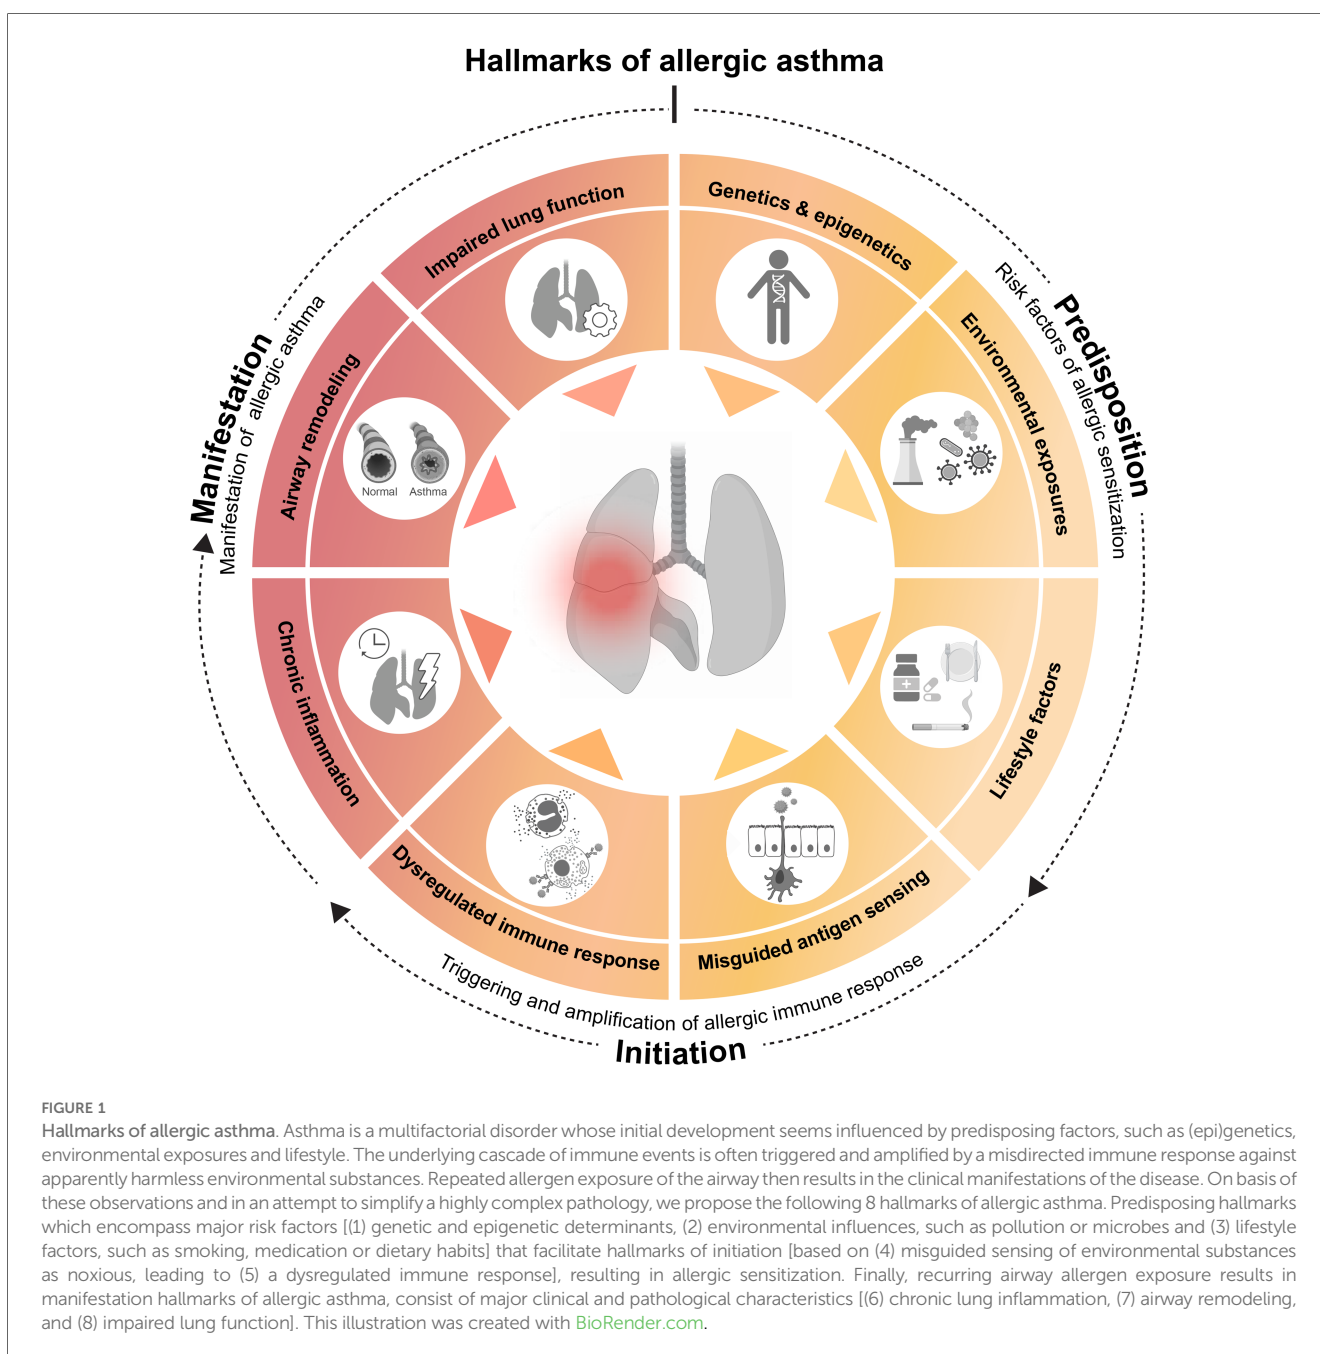 Hallmarks of allergic asthma
Impaired lung function
Genetics & epigenetics
Environmental exposures
Risk factors of allergic sensitization
Predisposition
Manifestation
Manifestation of allergic asthma
Airway remodeling
Normal
Asthma
Chronic inflammation
Lifestyle factors
Dysregulated immune response
Misguided antigen sensing
Triggering and amplification of allergic immune response
Initiation
FIGURE 1
Hallmarks of allergic asthma. Asthma is a multifactorial disorder whose initial development seems influenced by predisposing factors, such as (epi)genetics,
environmental exposures and lifestyle. The underlying cascade of immune events is often triggered and amplified by a misdirected immune response against
apparently harmless environmental substances. Repeated allergen exposure of the airway then results in the clinical manifestations of the disease. On basis of
these observations and in an attempt to simplify a highly complex pathology, we propose the following 8 hallmarks of allergic asthma. Predisposing hallmarks
which encompass major risk factors [(1) genetic and epigenetic determinants, (2) environmental influences, such as pollution or microbes and (3) lifestyle
factors, such as smoking, medication or dietary habits] that facilitate hallmarks of initiation [based on (4) misguided sensing of environmental substances
as noxious, leading to (5) a dysregulated immune response], resulting in allergic sensitization. Finally, recurring airway allergen exposure results in
manifestation hallmarks of allergic asthma, consist of major clinical and pathological characteristics [(6) chronic lung inflammation, (7) airway remodeling,
and (8) impaired lung function]. This illustration was created with BioRender.com.